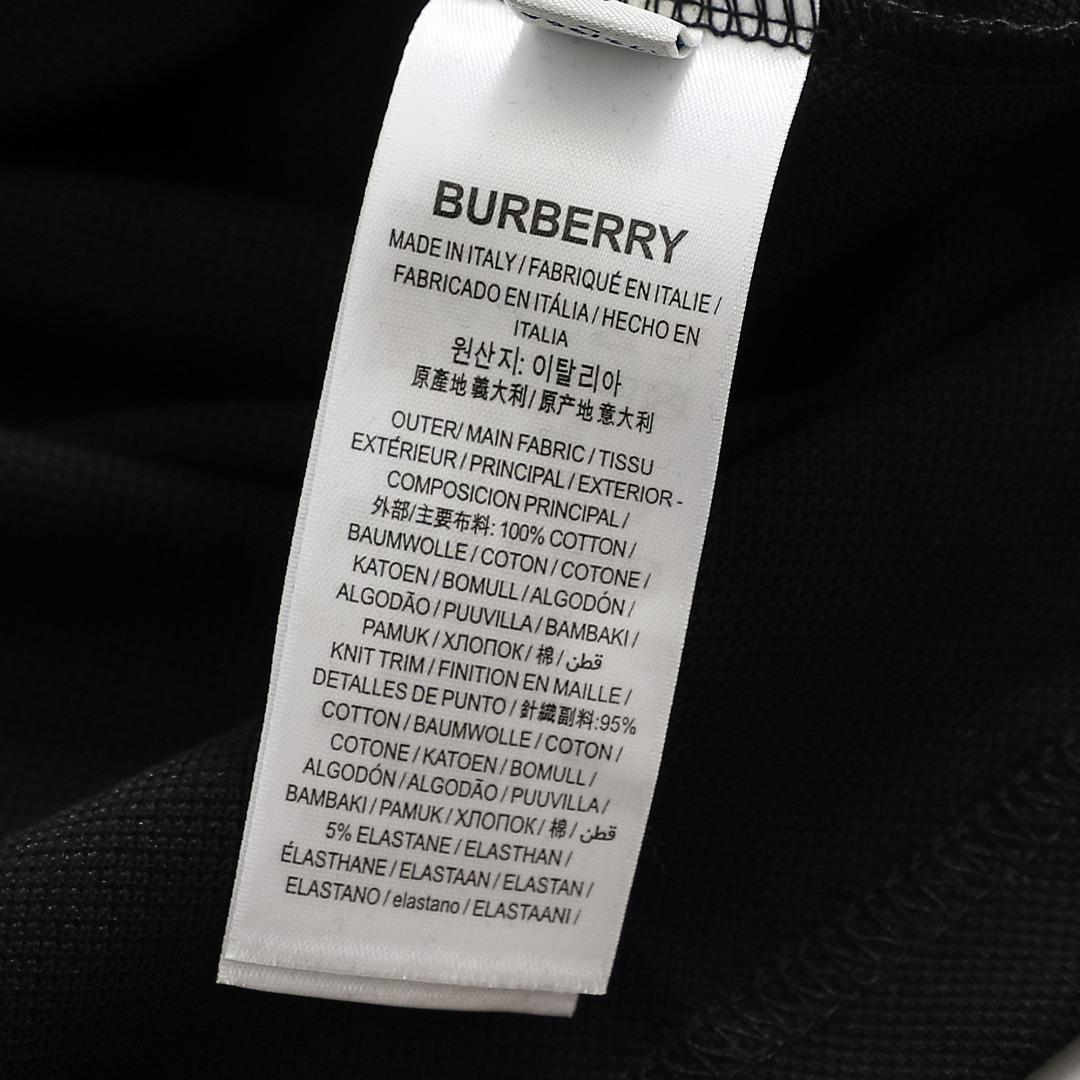 BURBERRY
MADE IN ITALY / FABRIQUÉ EN ITALIE /
FABRICADO EN ITÁLIA / HECHO EN
ITALIA
원산지: 이탈리아
原產地 義大利/ 原产地 意大利
OUTER/ MAIN FABRIC / TISSU
EXTÉRIEUR / PRINCIPAL / EXTERIOR -
COMPOSICION PRINCIPAL /
外部/主要布料: 100% COTTON /
BAUMWOLLE / COTON / COTONE /
KATOEN / BOMULL / ALGODÓN /
ALGODÃO / PUUVILLA / BAMBAKI /
PAMUK / ХЛОПОК / 棉 / قطن
KNIT TRIM / FINITION EN MAILLE /
DETALLES DE PUNTO / 針織副料:95%
COTTON / BAUMWOLLE / COTON /
COTONE / KATOEN / BOMULL /
ALGODÓN / ALGODÃO / PUUVILLA /
BAMBAKI / PAMUK / ХЛОПОК / 棉 / قطن
5% ELASTANE / ELASTHAN /
ÉLASTHANE / ELASTAAN / ELASTAN /
ELASTANO / elastano / ELASTAANI /